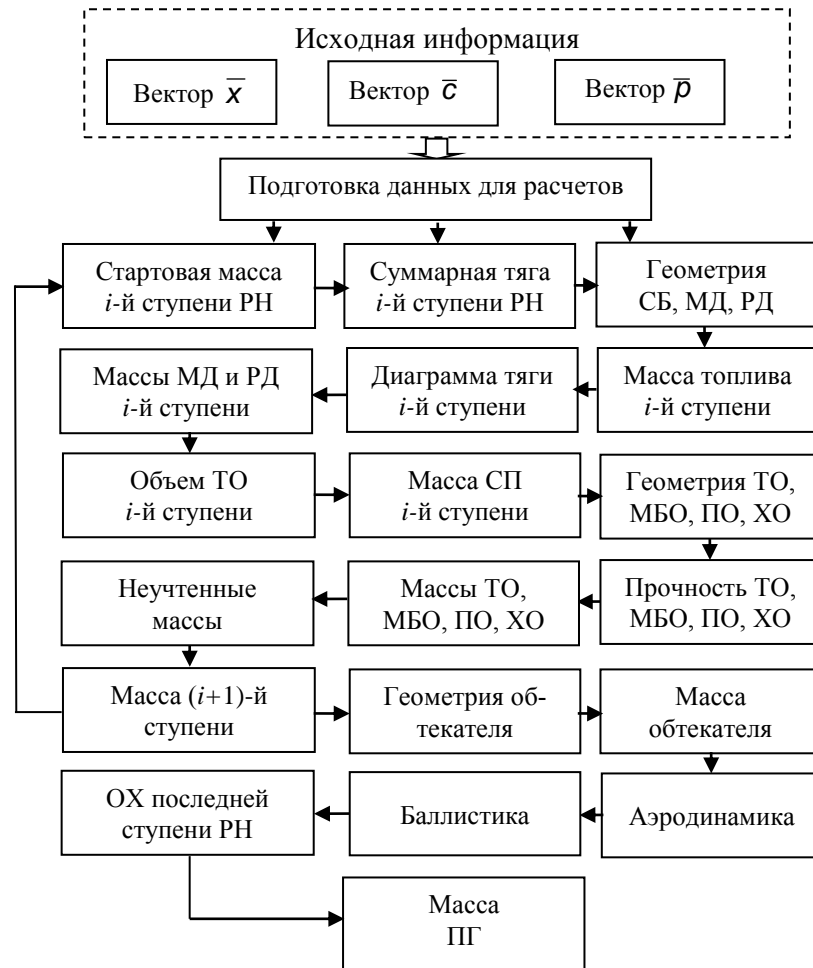 Исходная информация
Вектор x̄
Вектор c̄
Вектор p̄
Подготовка данных для расчетов
Стартовая масса
i-й ступени РН
Суммарная тяга
i-й ступени РН
Геометрия
СБ, МД, РД
Массы МД и РД
i-й ступени
Диаграмма тяги
i-й ступени
Масса топлива
i-й ступени
Объем ТО
i-й ступени
Масса СП
i-й ступени
Геометрия ТО,
МБО, ПО, ХО
Неучтенные
массы
Массы ТО,
МБО, ПО, ХО
Прочность ТО,
МБО, ПО, ХО
Масса (i+1)-й
ступени
Геометрия об-
текателя
Масса
обтекателя
ОХ последней
ступени РН
Баллистика
Аэродинамика
Масса
ПГ